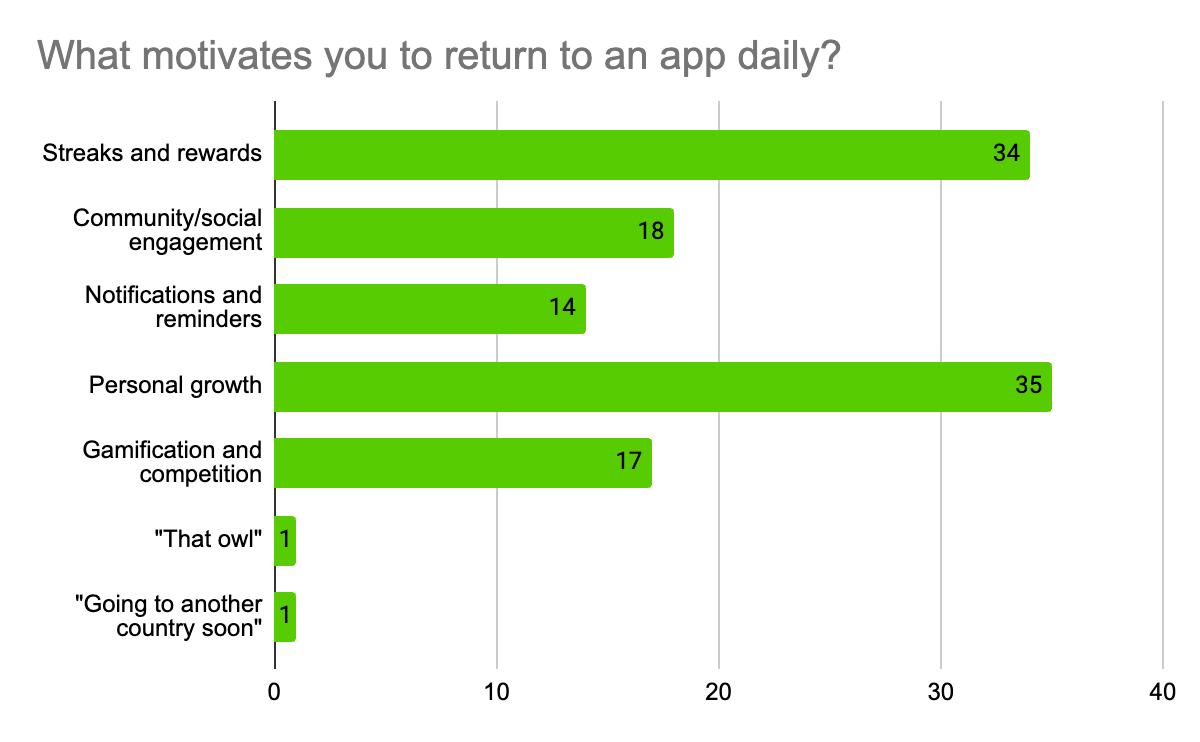 What motivates you to return to an app daily?
Streaks and rewards
34
Community/social
engagement
18
Notifications and
reminders
14
Personal growth
35
Gamification and
competition
17
"That owl"
1
"Going to another
country soon"
1
0 10 20 30 40